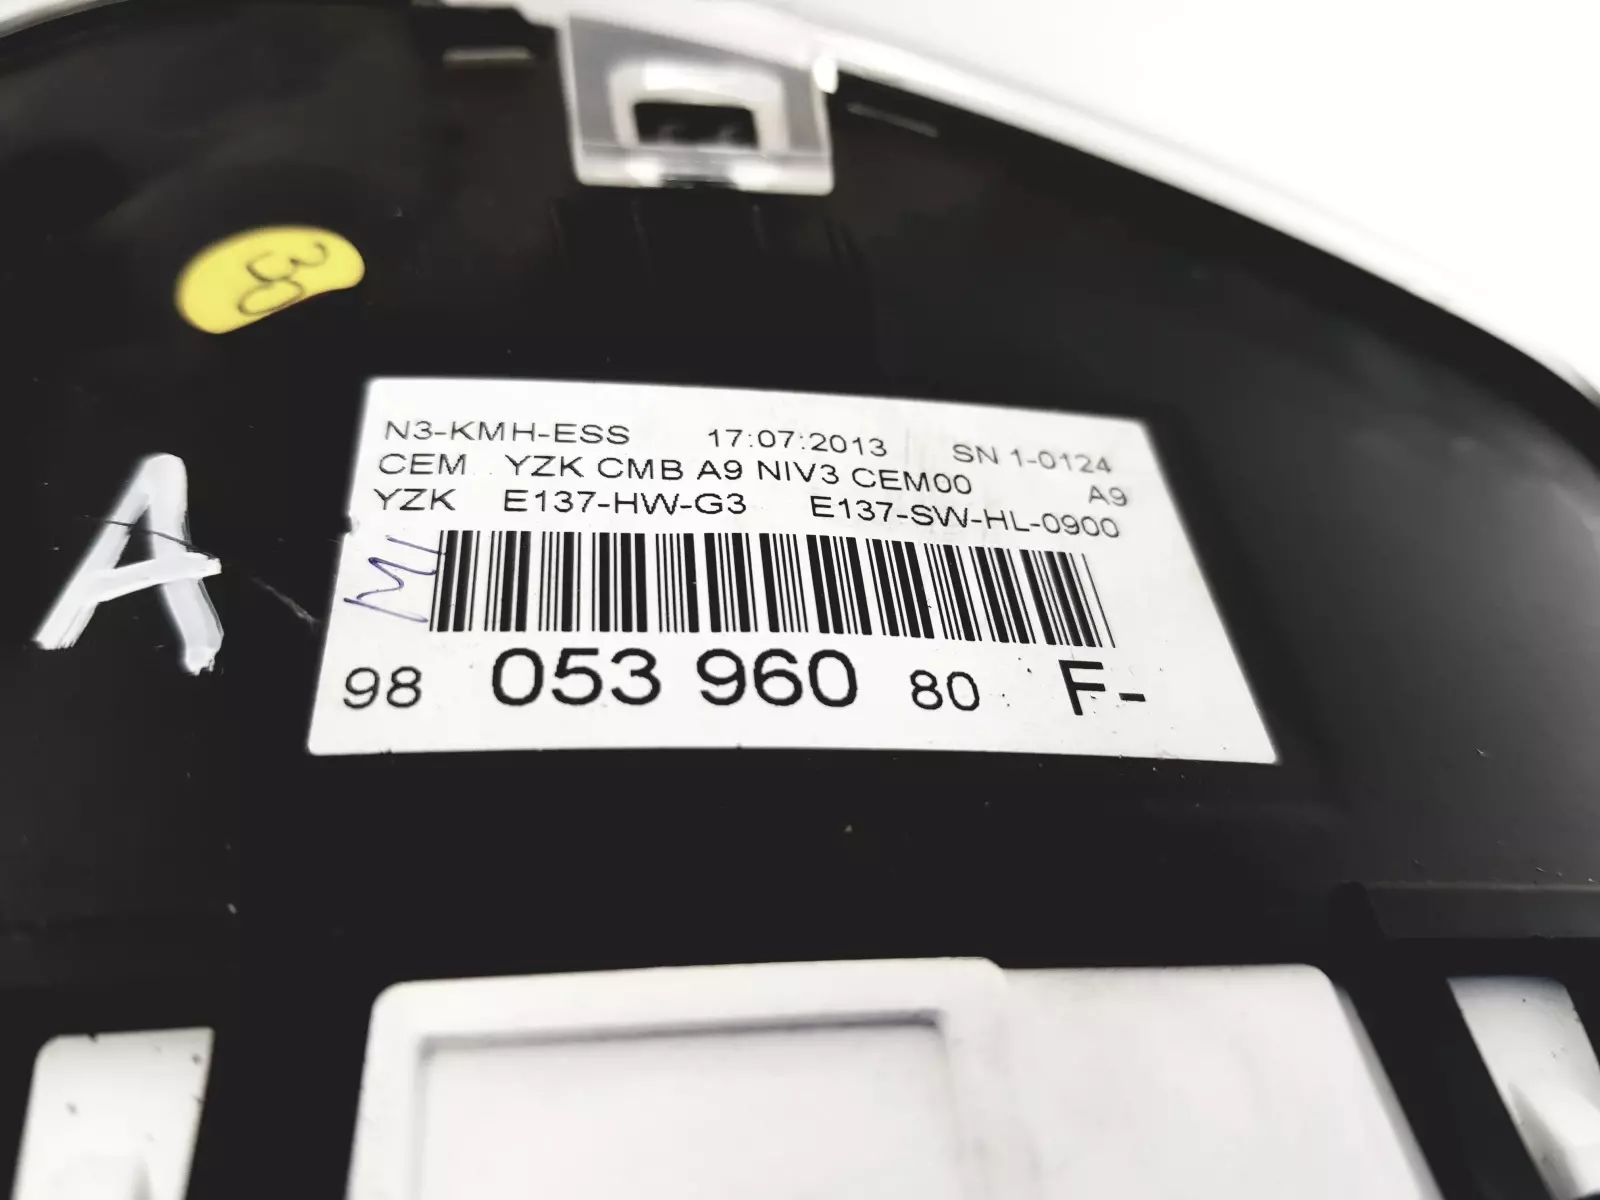 30
A
N3-KMH-ESS 17:07:2013 SN 1-0124
CEM YZK CMB A9 NIV3 CEM00 A9
YZK E137-HW-G3 E137-SW-HL-0900
98 053 960 80 F-